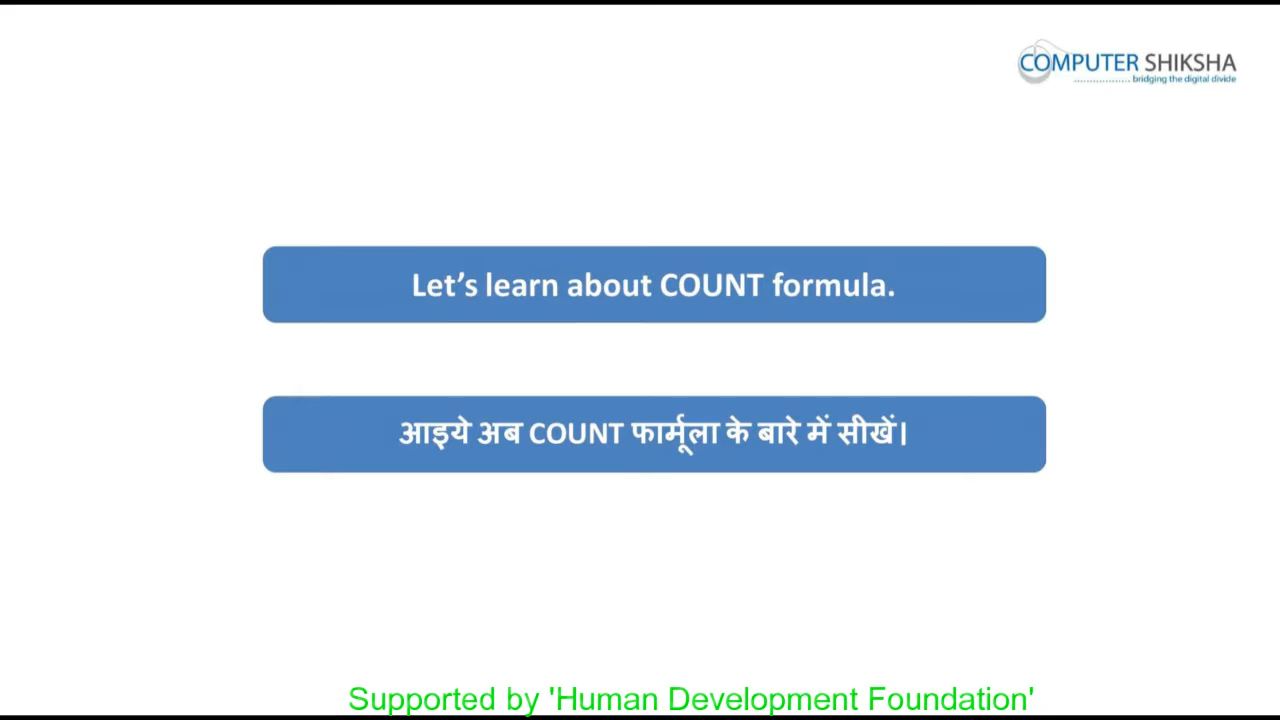 COMPUTER SHIKSHA
bridging the digital divide
Let's learn about COUNT formula.
आइये अब COUNT फार्मूला के बारे में सीखें।
Supported by 'Human Development Foundation'